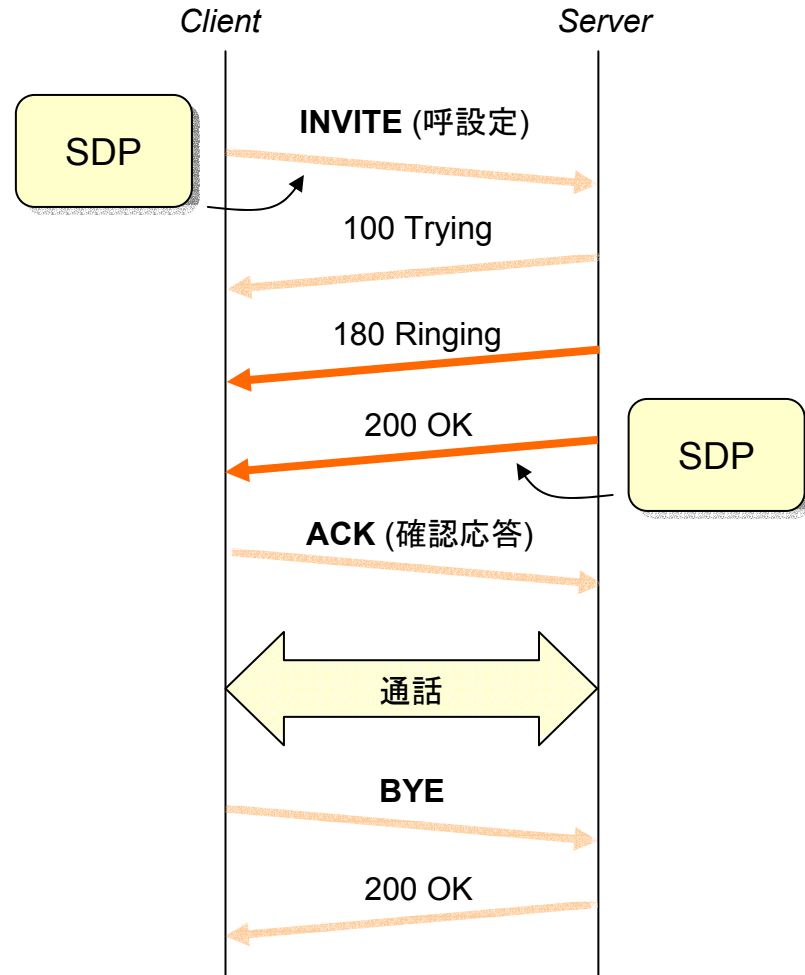 Client
Server
INVITE (呼設定)
SDP
100 Trying
180 Ringing
200 OK
SDP
ACK (確認応答)
通話
BYE
200 OK